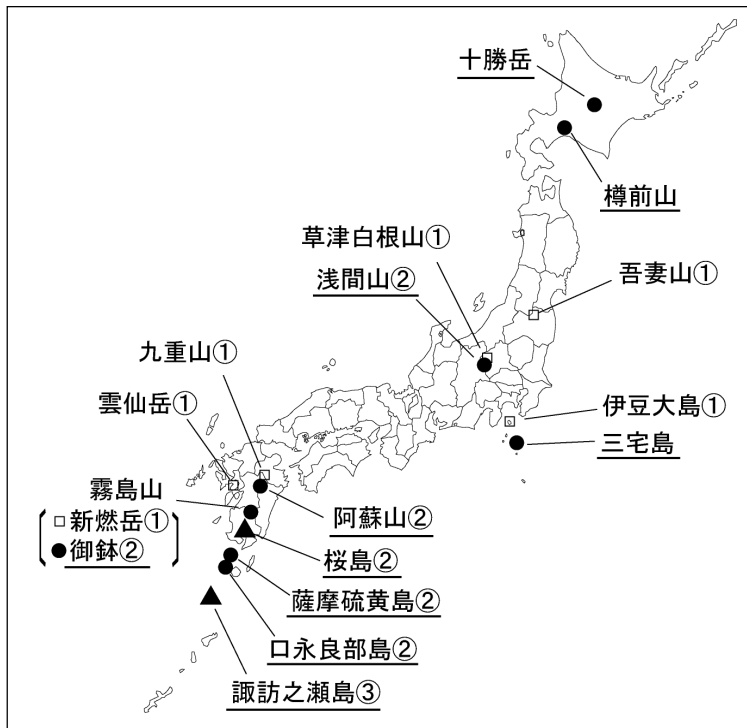 十勝岳
樽前山
草津白根山①
浅間山②
吾妻山①
九重山①
雲仙岳①
伊豆大島①
三宅島
霧島山
□新燃岳①
●御鉢②
阿蘇山②
桜島②
薩摩硫黄島②
口永良部島②
諏訪之瀬島③